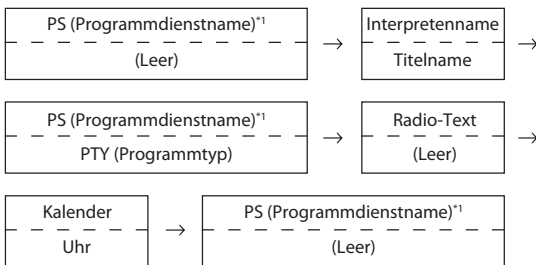 PS (Programmdienstname)*1 → Interpretenname →
(Leer) Titelname
PS (Programmdienstname)*1 → Radio-Text →
PTY (Programmtyp) (Leer)
Kalender → PS (Programmdienstname)*1
Uhr (Leer)